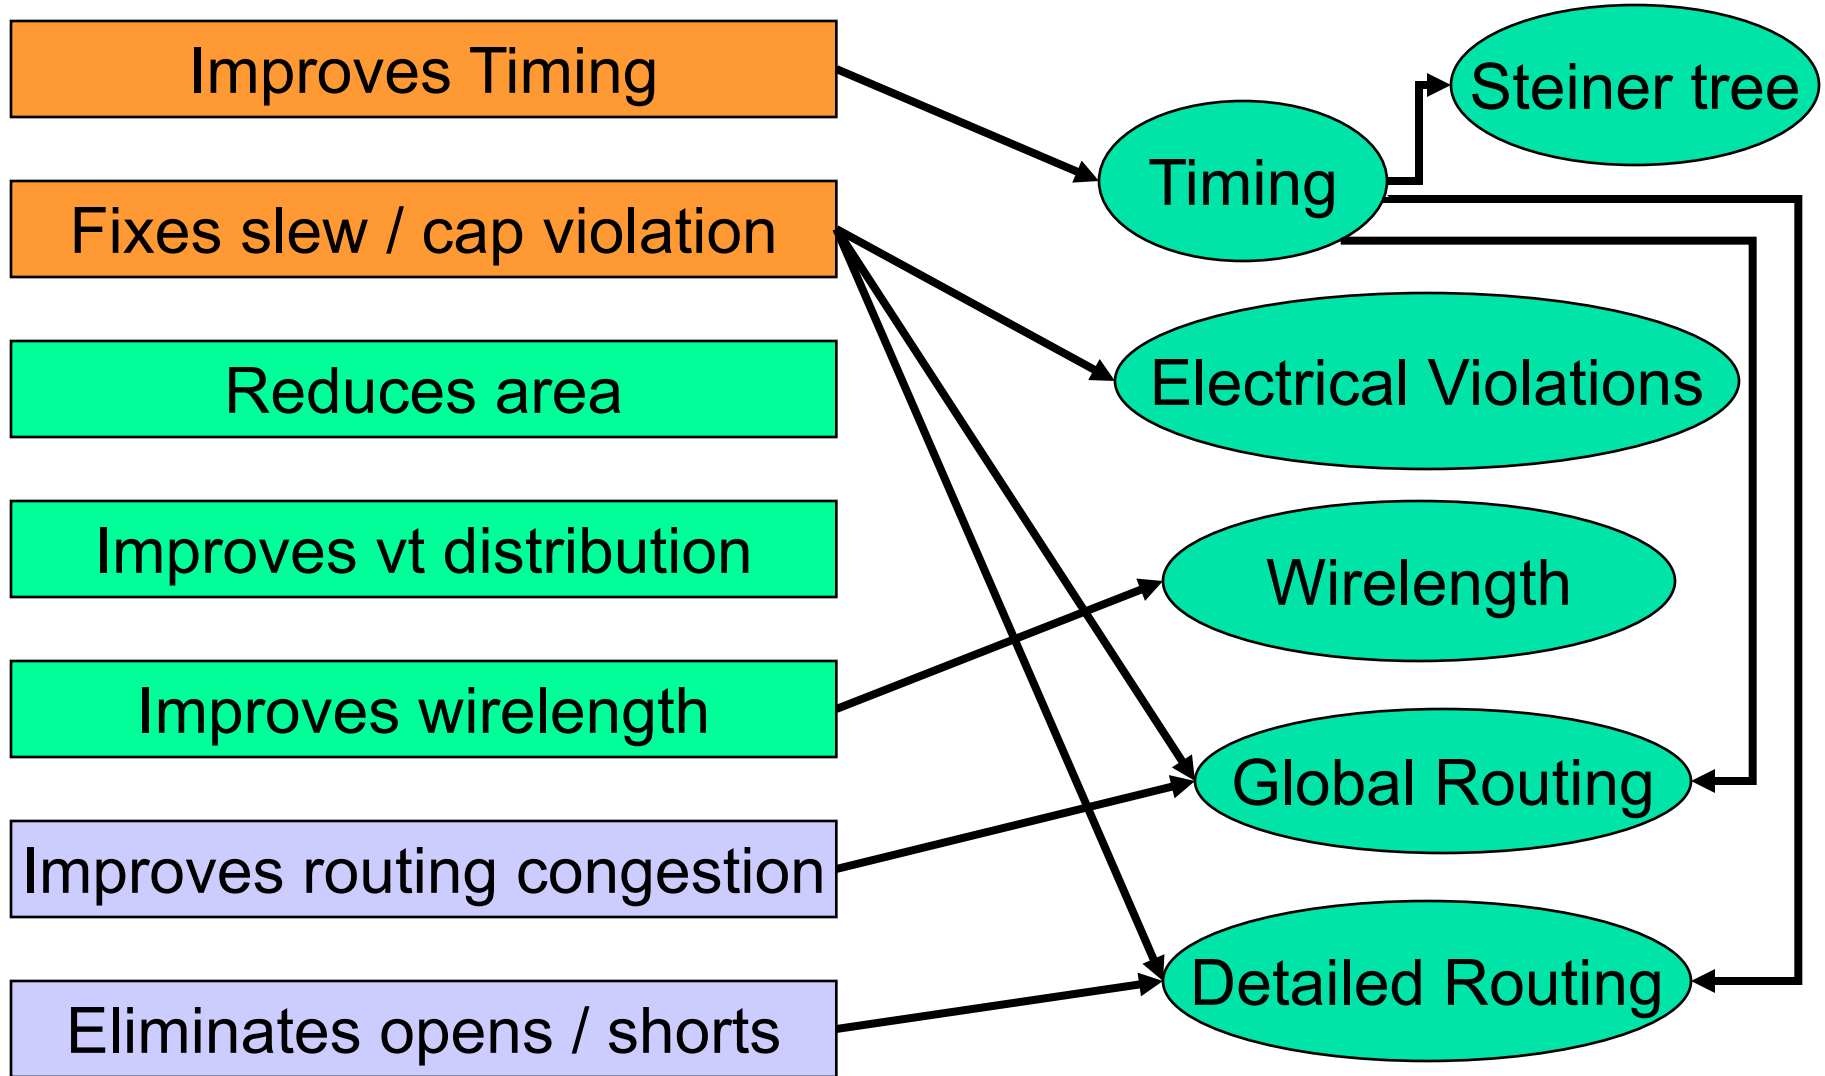 Improves Timing
Fixes slew / cap violation
Reduces area
Improves vt distribution
Improves wirelength
Improves routing congestion
Eliminates opens / shorts
Steiner tree
Timing
Electrical Violations
Wirelength
Global Routing
Detailed Routing